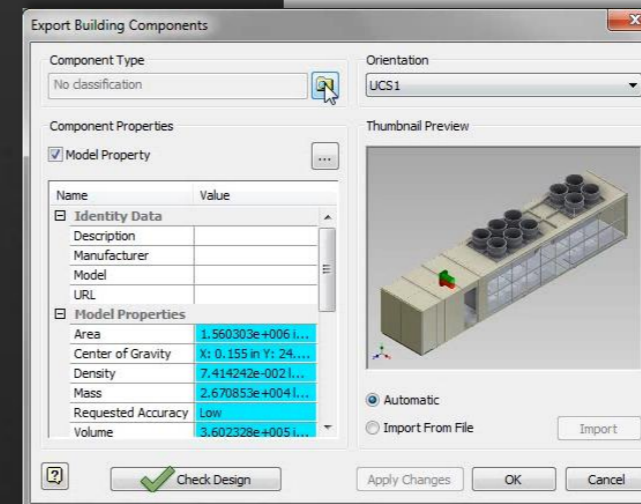 Export Building Components
Component Type
No classification
Orientation
UCS1
Component Properties
Model Property
...
Name Value
Identity Data
Description
Manufacturer
Model
URL
Model Properties
Area 1.560303e+006 i...
Center of Gravity X: 0.155 in Y: 24....
Density 7.414242e-002 l...
Mass 2.670853e+004 l...
Requested Accuracy Low
Volume 3.602328e+005 i...
Thumbnail Preview
Automatic
Import From File Import
? Check Design Apply Changes OK Cancel